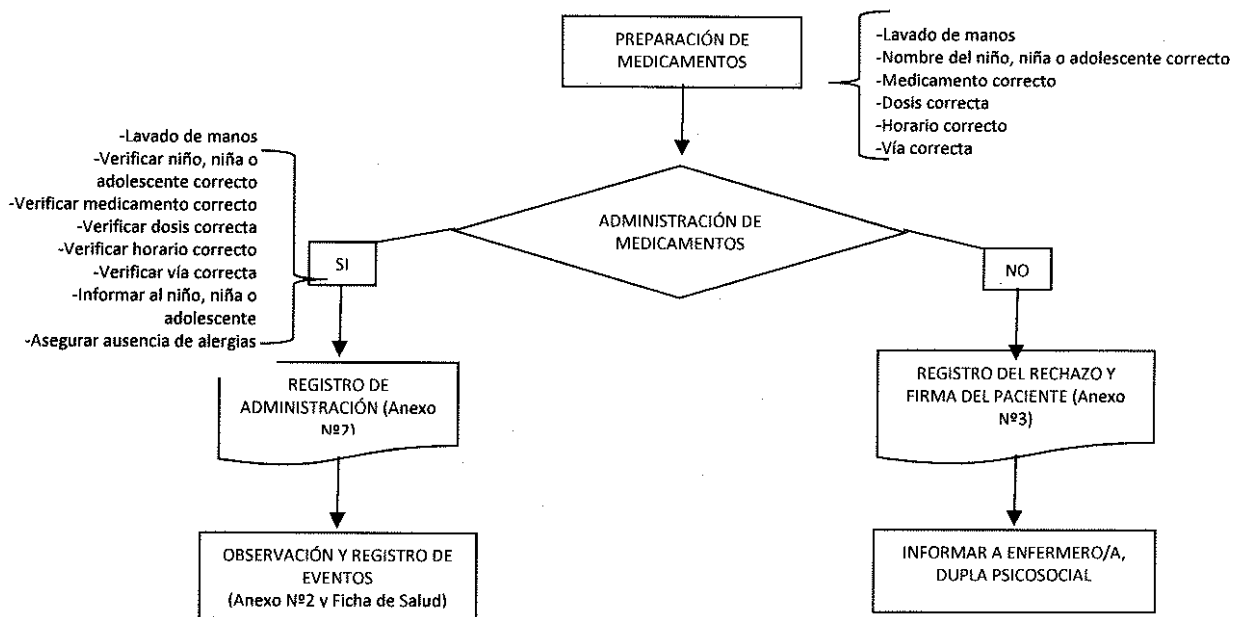 PREPARACIÓN DE
MEDICAMENTOS
-Lavado de manos
-Nombre del niño, niña o adolescente correcto
-Medicamento correcto
-Dosis correcta
-Horario correcto
-Vía correcta
-Lavado de manos
-Verificar niño, niña o
adolescente correcto
-Verificar medicamento correcto
-Verificar dosis correcta
-Verificar horario correcto
-Verificar vía correcta
-Informar al niño, niña o
adolescente
-Asegurar ausencia de alergias
ADMINISTRACIÓN DE
MEDICAMENTOS
SI
NO
REGISTRO DE
ADMINISTRACIÓN (Anexo
Nº2)
REGISTRO DEL RECHAZO Y
FIRMA DEL PACIENTE (Anexo
Nº3)
OBSERVACIÓN Y REGISTRO DE
EVENTOS
(Anexo Nº2 y Ficha de Salud)
INFORMAR A ENFERMERO/A,
DUPLA PSICOSOCIAL